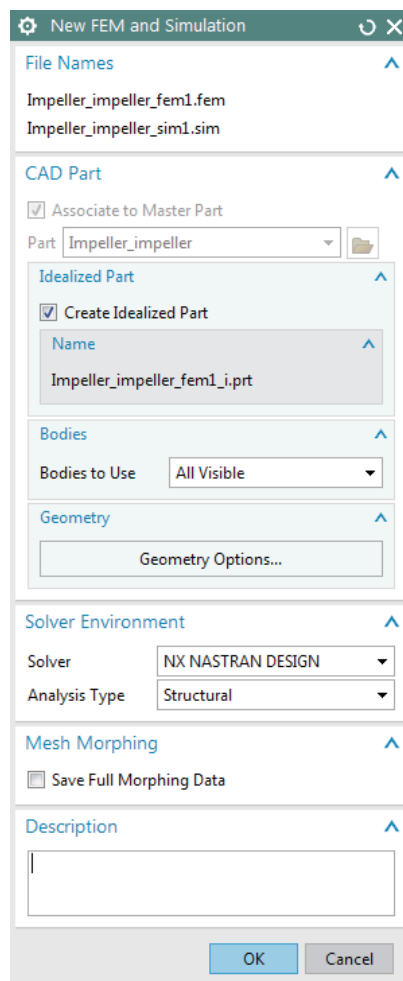 New FEM and Simulation
File Names
Impeller_impeller_fem1.fem
Impeller_impeller_sim1.sim
CAD Part
Associate to Master Part
Part Impeller_impeller
Idealized Part
Create Idealized Part
Name
Impeller_impeller_fem1_i.prt
Bodies
Bodies to Use All Visible
Geometry
Geometry Options...
Solver Environment
Solver NX NASTRAN DESIGN
Analysis Type Structural
Mesh Morphing
Save Full Morphing Data
Description
OK Cancel